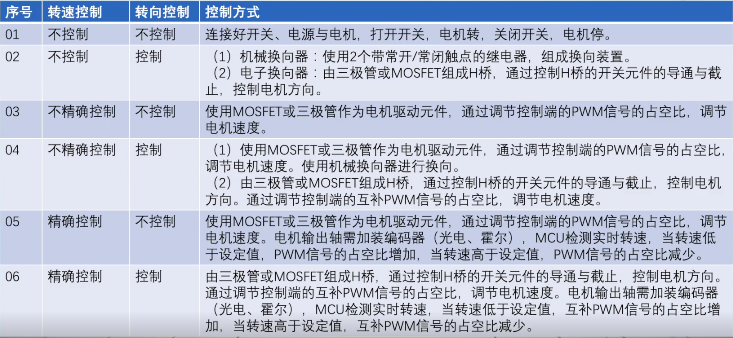 序号 转速控制 转向控制 控制方式
01 不控制 不控制 连接好开关、电源与电机，打开开关，电机转，关闭开关，电机停。
02 不控制 控制 （1）机械换向器：使用2个带常开/常闭触点的继电器，组成换向装置。
（2）电子换向器：由三极管或MOSFET组成H桥，通过控制H桥的开关元件的导通与截
止，控制电机方向。
03 不精确控制 不控制 使用MOSFET或三极管作为电机驱动元件，通过调节控制端的PWM信号的占空比，调节
电机速度。
04 不精确控制 控制 （1）使用MOSFET或三极管作为电机驱动元件，通过调节控制端的PWM信号的占空比，
调节电机速度。使用机械换向器进行换向。
（2）由三极管或MOSFET组成H桥，通过控制H桥的开关元件的导通与截止，控制电机
方向。通过调节控制端的互补PWM信号的占空比，调节电机速度。
05 精确控制 不控制 使用MOSFET或三极管作为电机驱动元件，通过调节控制端的PWM信号的占空比，调节
电机速度。电机输出轴需加装编码器（光电、霍尔），MCU检测实时转速，当转速低
于设定值，PWM信号的占空比增加，当转速高于设定值，PWM信号的占空比减少。
06 精确控制 控制 由三极管或MOSFET组成H桥，通过控制H桥的开关元件的导通与截止，控制电机方向。
通过调节控制端的互补PWM信号的占空比，调节电机速度。电机输出轴需加装编码器
（光电、霍尔），MCU检测实时转速，当转速低于设定值，互补PWM信号的占空比增
加，当转速高于设定值，互补PWM信号的占空比减少。